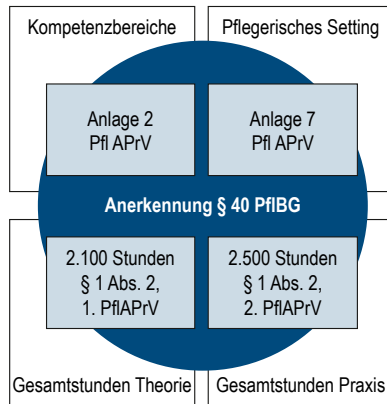 Kompetenzbereiche
Pflegerisches Setting
Anlage 2
Pfl APrV
Anlage 7
Pfl APrV
Anerkennung § 40 PflBG
2.100 Stunden
§ 1 Abs. 2,
1. PflAPrV
2.500 Stunden
§ 1 Abs. 2,
2. PflAPrV
Gesamtstunden Theorie
Gesamtstunden Praxis